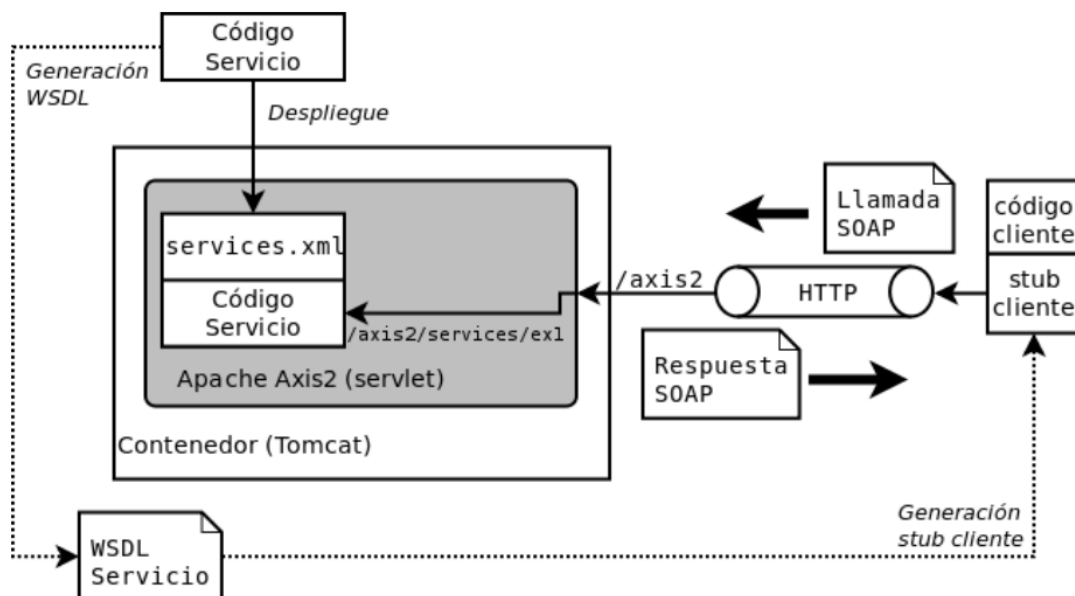 Código
Servicio
Generación
WSDL
Despliegue
services.xml
Código
Servicio
/axis2/services/ex1
Apache Axis2 (servlet)
Contenedor (Tomcat)
/axis2
HTTP
Llamada
SOAP
Respuesta
SOAP
código
cliente
stub
cliente
Generación
stub cliente
WSDL
Servicio